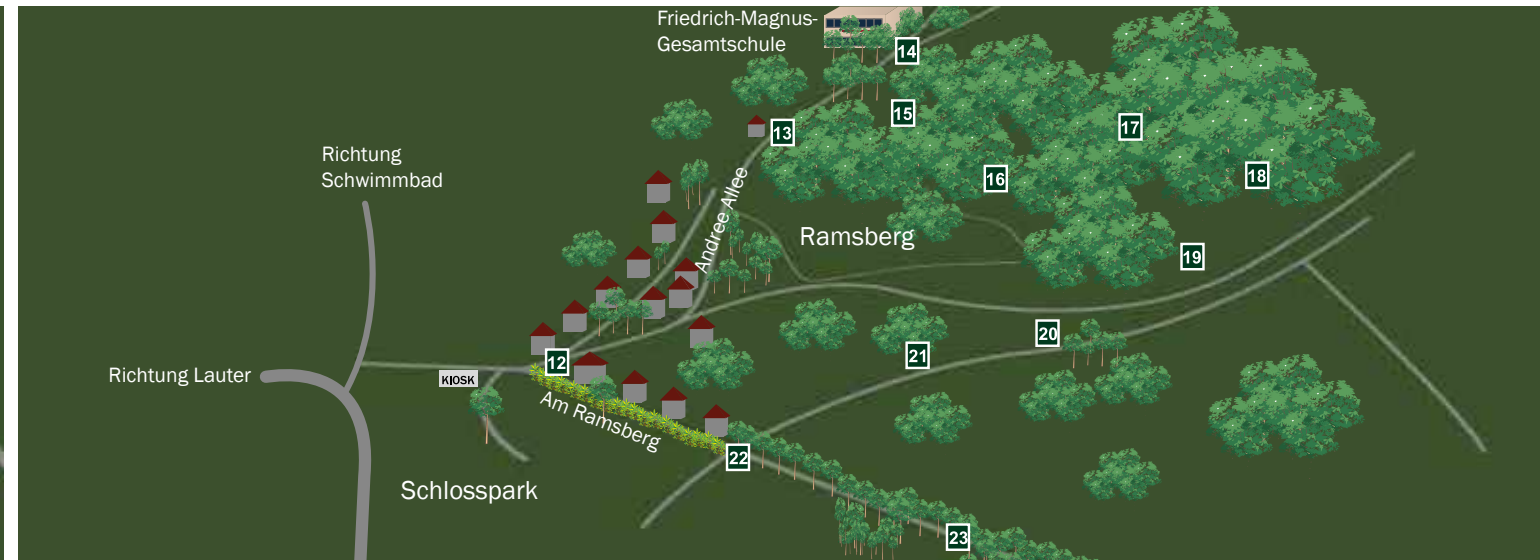 Friedrich-Magnus-
Gesamtschule
14
15
13
17
Richtung
Schwimmbad
16
18
Andree Allee
Ramsberg
19
20
21
12
Richtung Lauter
KIOSK
Am Ramsberg
22
Schlosspark
23